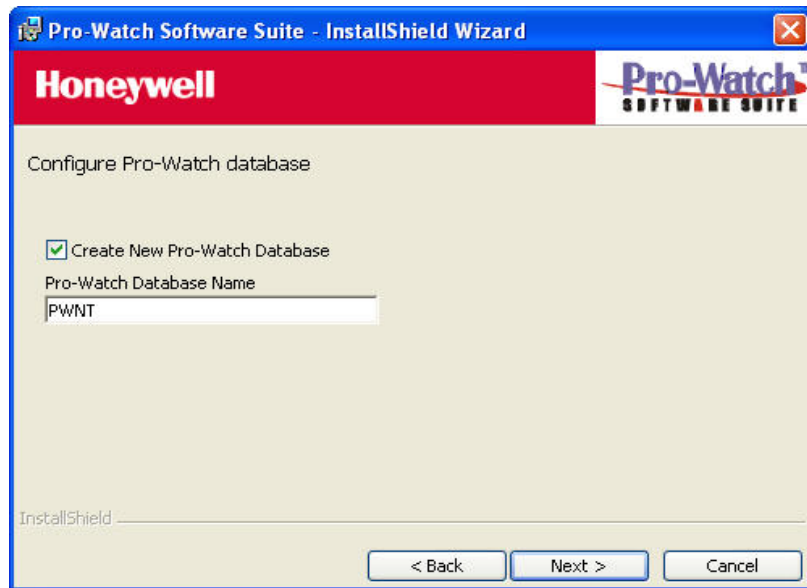 Pro-Watch Software Suite - InstallShield Wizard
Honeywell
Pro-Watch™
SOFTWARE SUITE
Configure Pro-Watch database
Create New Pro-Watch Database
Pro-Watch Database Name
PWNT
InstallShield
< Back Next > Cancel